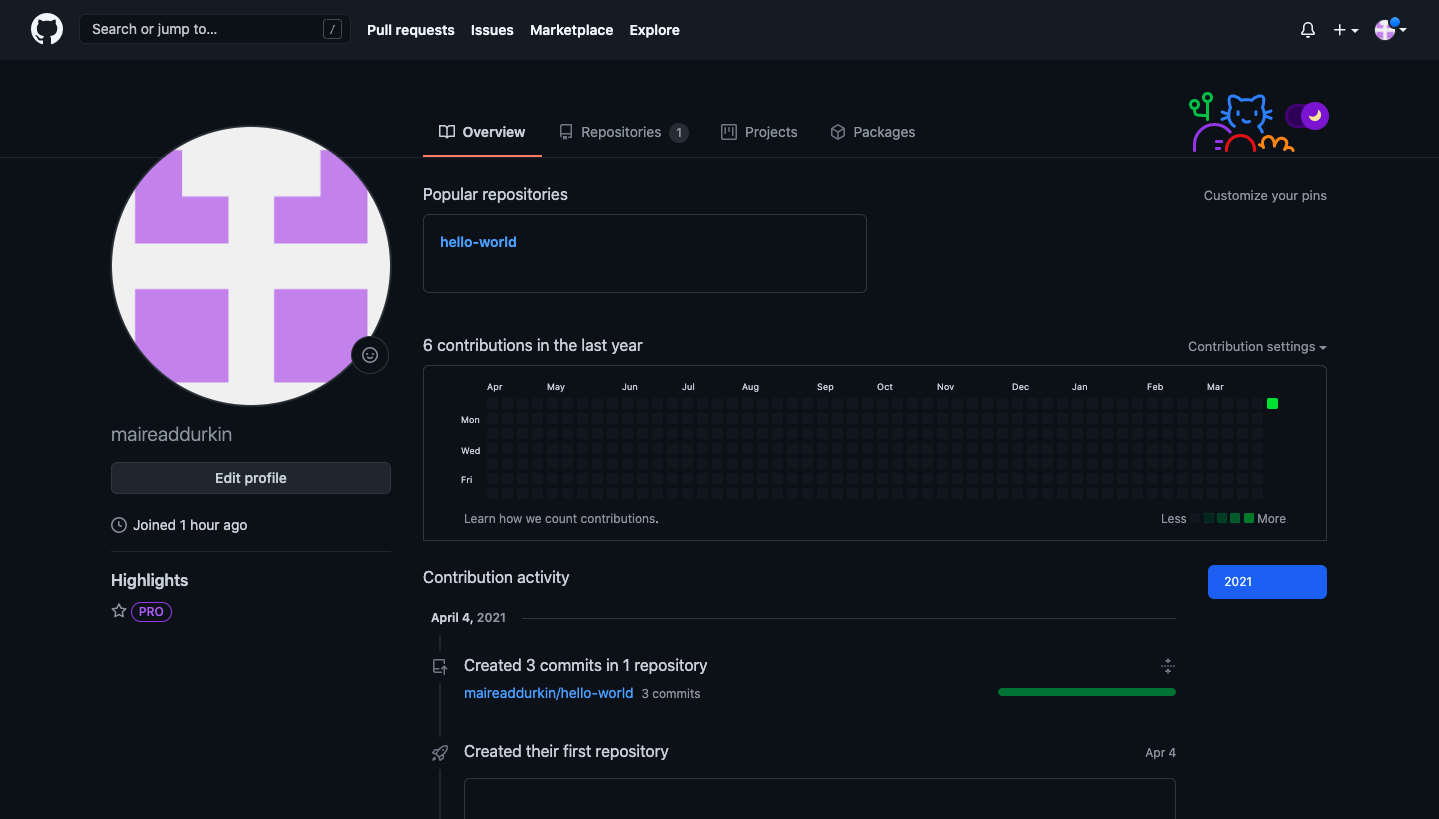 Search or jump to... / Pull requests Issues Marketplace Explore
Overview Repositories 1 Projects Packages
Popular repositories Customize your pins
hello-world
6 contributions in the last year Contribution settings
Apr May Jun Jul Aug Sep Oct Nov Dec Jan Feb Mar
Mon
Wed
Fri
Learn how we count contributions. Less More
maireaddurkin
Edit profile
Joined 1 hour ago
Highlights
PRO
Contribution activity 2021
April 4, 2021
Created 3 commits in 1 repository
maireaddurkin/hello-world 3 commits
Created their first repository Apr 4